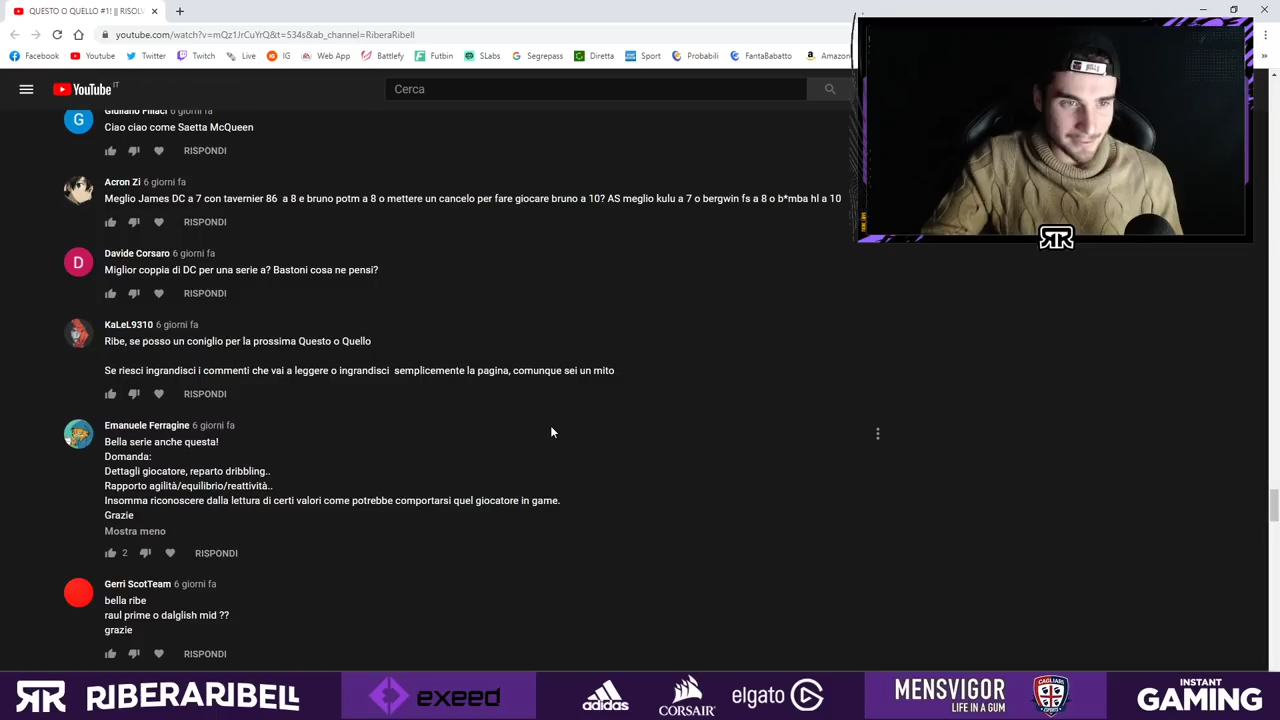 QUESTO O QUELLO #1! || RISOLV
youtube.com/watch?v=mQz1JrCuYrQ&t=534s&ab_channel=RiberaRibell
Facebook Youtube Twitter Twitch Live IG Web App Battlefy Futbin SLabs Segrepass Diretta Sport Probabili FantaBabatto Amazon
YouTube IT
Cerca
Giuliano Fillaci 6 giorni fa
Ciao ciao come Saetta McQueen
RISPONDI
Acron Zi 6 giorni fa
Meglio James DC a 7 con tavernier 86 a 8 e bruno potm a 8 o mettere un cancelo per fare giocare bruno a 10? AS meglio kulu a 7 o bergwin fs a 8 o b*mba hl a 10
RISPONDI
Davide Corsaro 6 giorni fa
Miglior coppia di DC per una serie a? Bastoni cosa ne pensi?
RISPONDI
KaLeL9310 6 giorni fa
Ribe, se posso un coniglio per la prossima Questo o Quello
Se riesci ingrandisci i commenti che vai a leggere o ingrandisci semplicemente la pagina, comunque sei un mito
RISPONDI
Emanuele Ferragine 6 giorni fa
Bella serie anche questa!
Domanda:
Dettagli giocatore, reparto dribbling..
Rapporto agilità/equilibrio/reattività..
Insomma riconoscere dalla lettura di certi valori come potrebbe comportarsi quel giocatore in game.
Grazie
Mostra meno
2 RISPONDI
Gerri ScotTeam 6 giorni fa
bella ribe
raul prime o dalglish mid ??
grazie
RISPONDI
RR RIBERARIBELL exeed adidas CORSAIR elgato MENSVIGOR LIFE IN A GUM CAGLIARI ESPORTS INSTANT GAMING